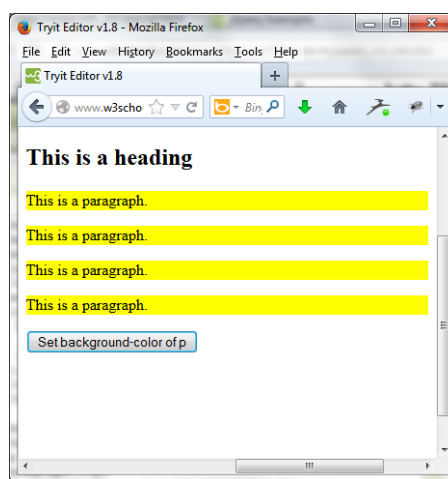 Tryit Editor v1.8 - Mozilla Firefox
File Edit View History Bookmarks Tools Help
Tryit Editor v1.8
www.w3scho
Bin
This is a heading
This is a paragraph.
This is a paragraph.
This is a paragraph.
This is a paragraph.
Set background-color of p